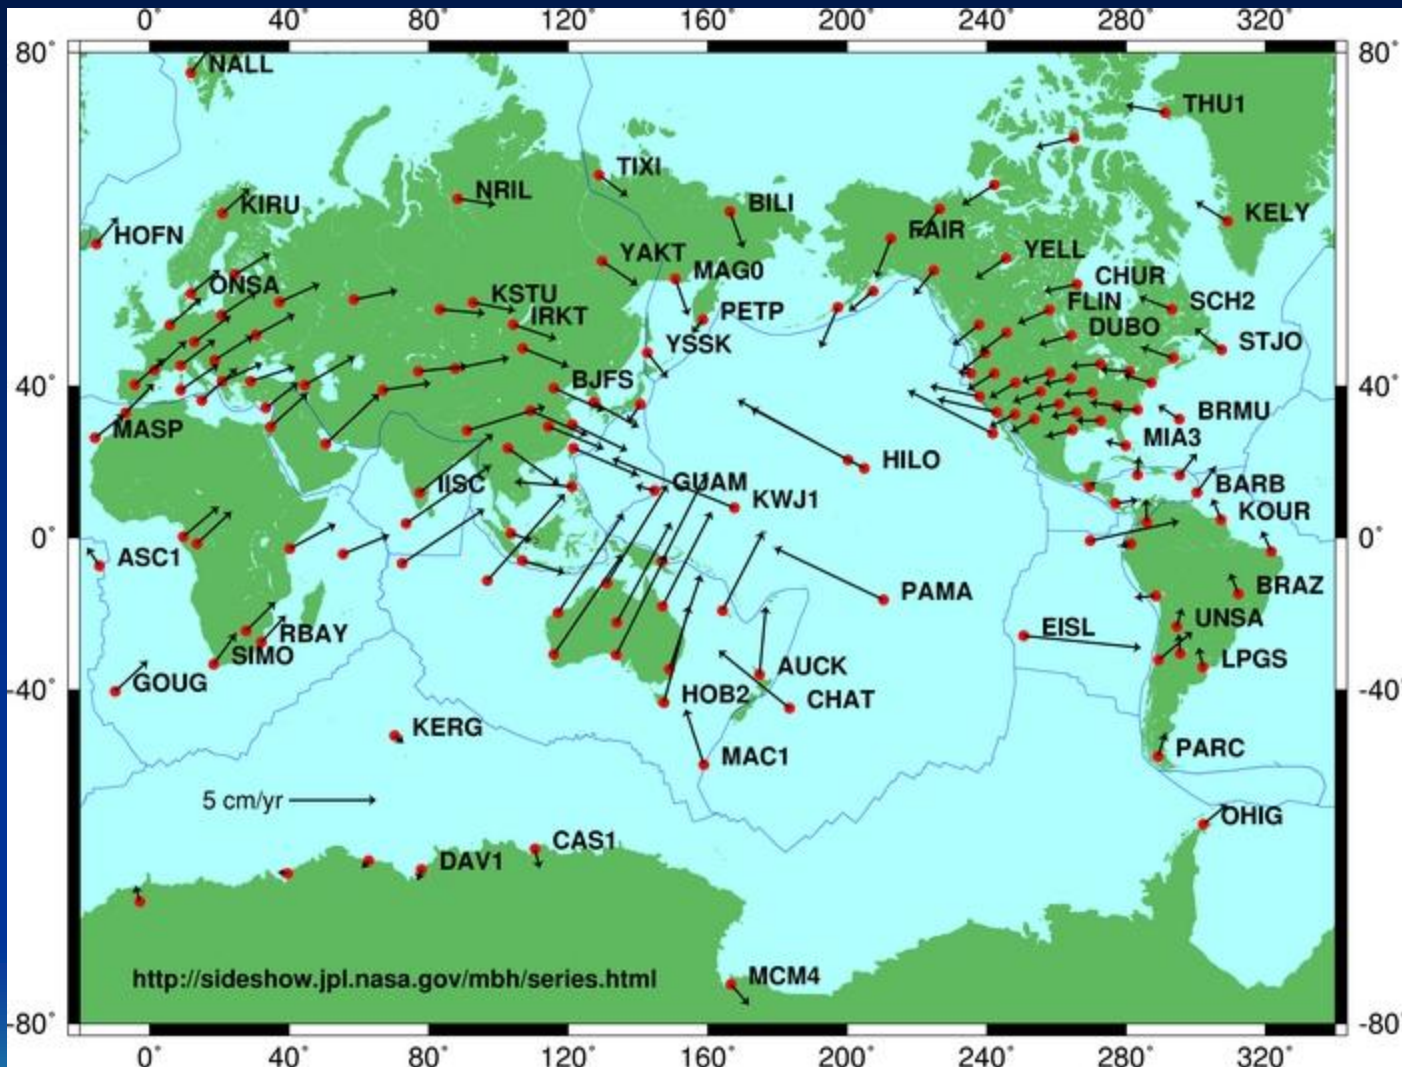 0° 40° 80° 120° 160° 200° 240° 280° 320°
80° 80°
NALL
THU1
TIXI
NRIL
KIRU
BILI
KELY
HOFN
FAIR
YAKT
YELL
MAG0
CHUR
ONSA
KSTU
FLIN
SCH2
PETP
IRKT
DUBO
YSSK
STJO
BJFS
40° 40°
BRMU
MASP
MIA3
HILO
IISC
GUAM
BARB
KWJ1
KOUR
0° 0°
ASC1
BRAZ
PAMA
UNSA
EISL
RBAY
SIMO
LPGS
AUCK
GOUG
-40° -40°
HOB2
CHAT
KERG
PARC
MAC1
5 cm/yr
OHIG
CAS1
DAV1
http://sideshow.jpl.nasa.gov/mbh/series.html
MCM4
-80° -80°
0° 40° 80° 120° 160° 200° 240° 280° 320°